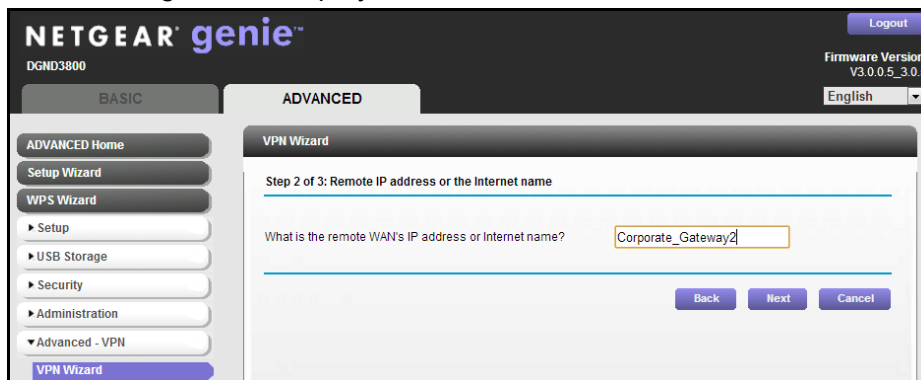 NETGEAR® genie™
Logout
DGND3800
Firmware Version
V3.0.0.5_3.0.
BASIC
ADVANCED
English
ADVANCED Home
VPN Wizard
Setup Wizard
Step 2 of 3: Remote IP address or the Internet name
WPS Wizard
▶ Setup
What is the remote WAN's IP address or Internet name?
Corporate_Gateway2
▶ USB Storage
▶ Security
Back
Next
Cancel
▶ Administration
▼ Advanced - VPN
VPN Wizard